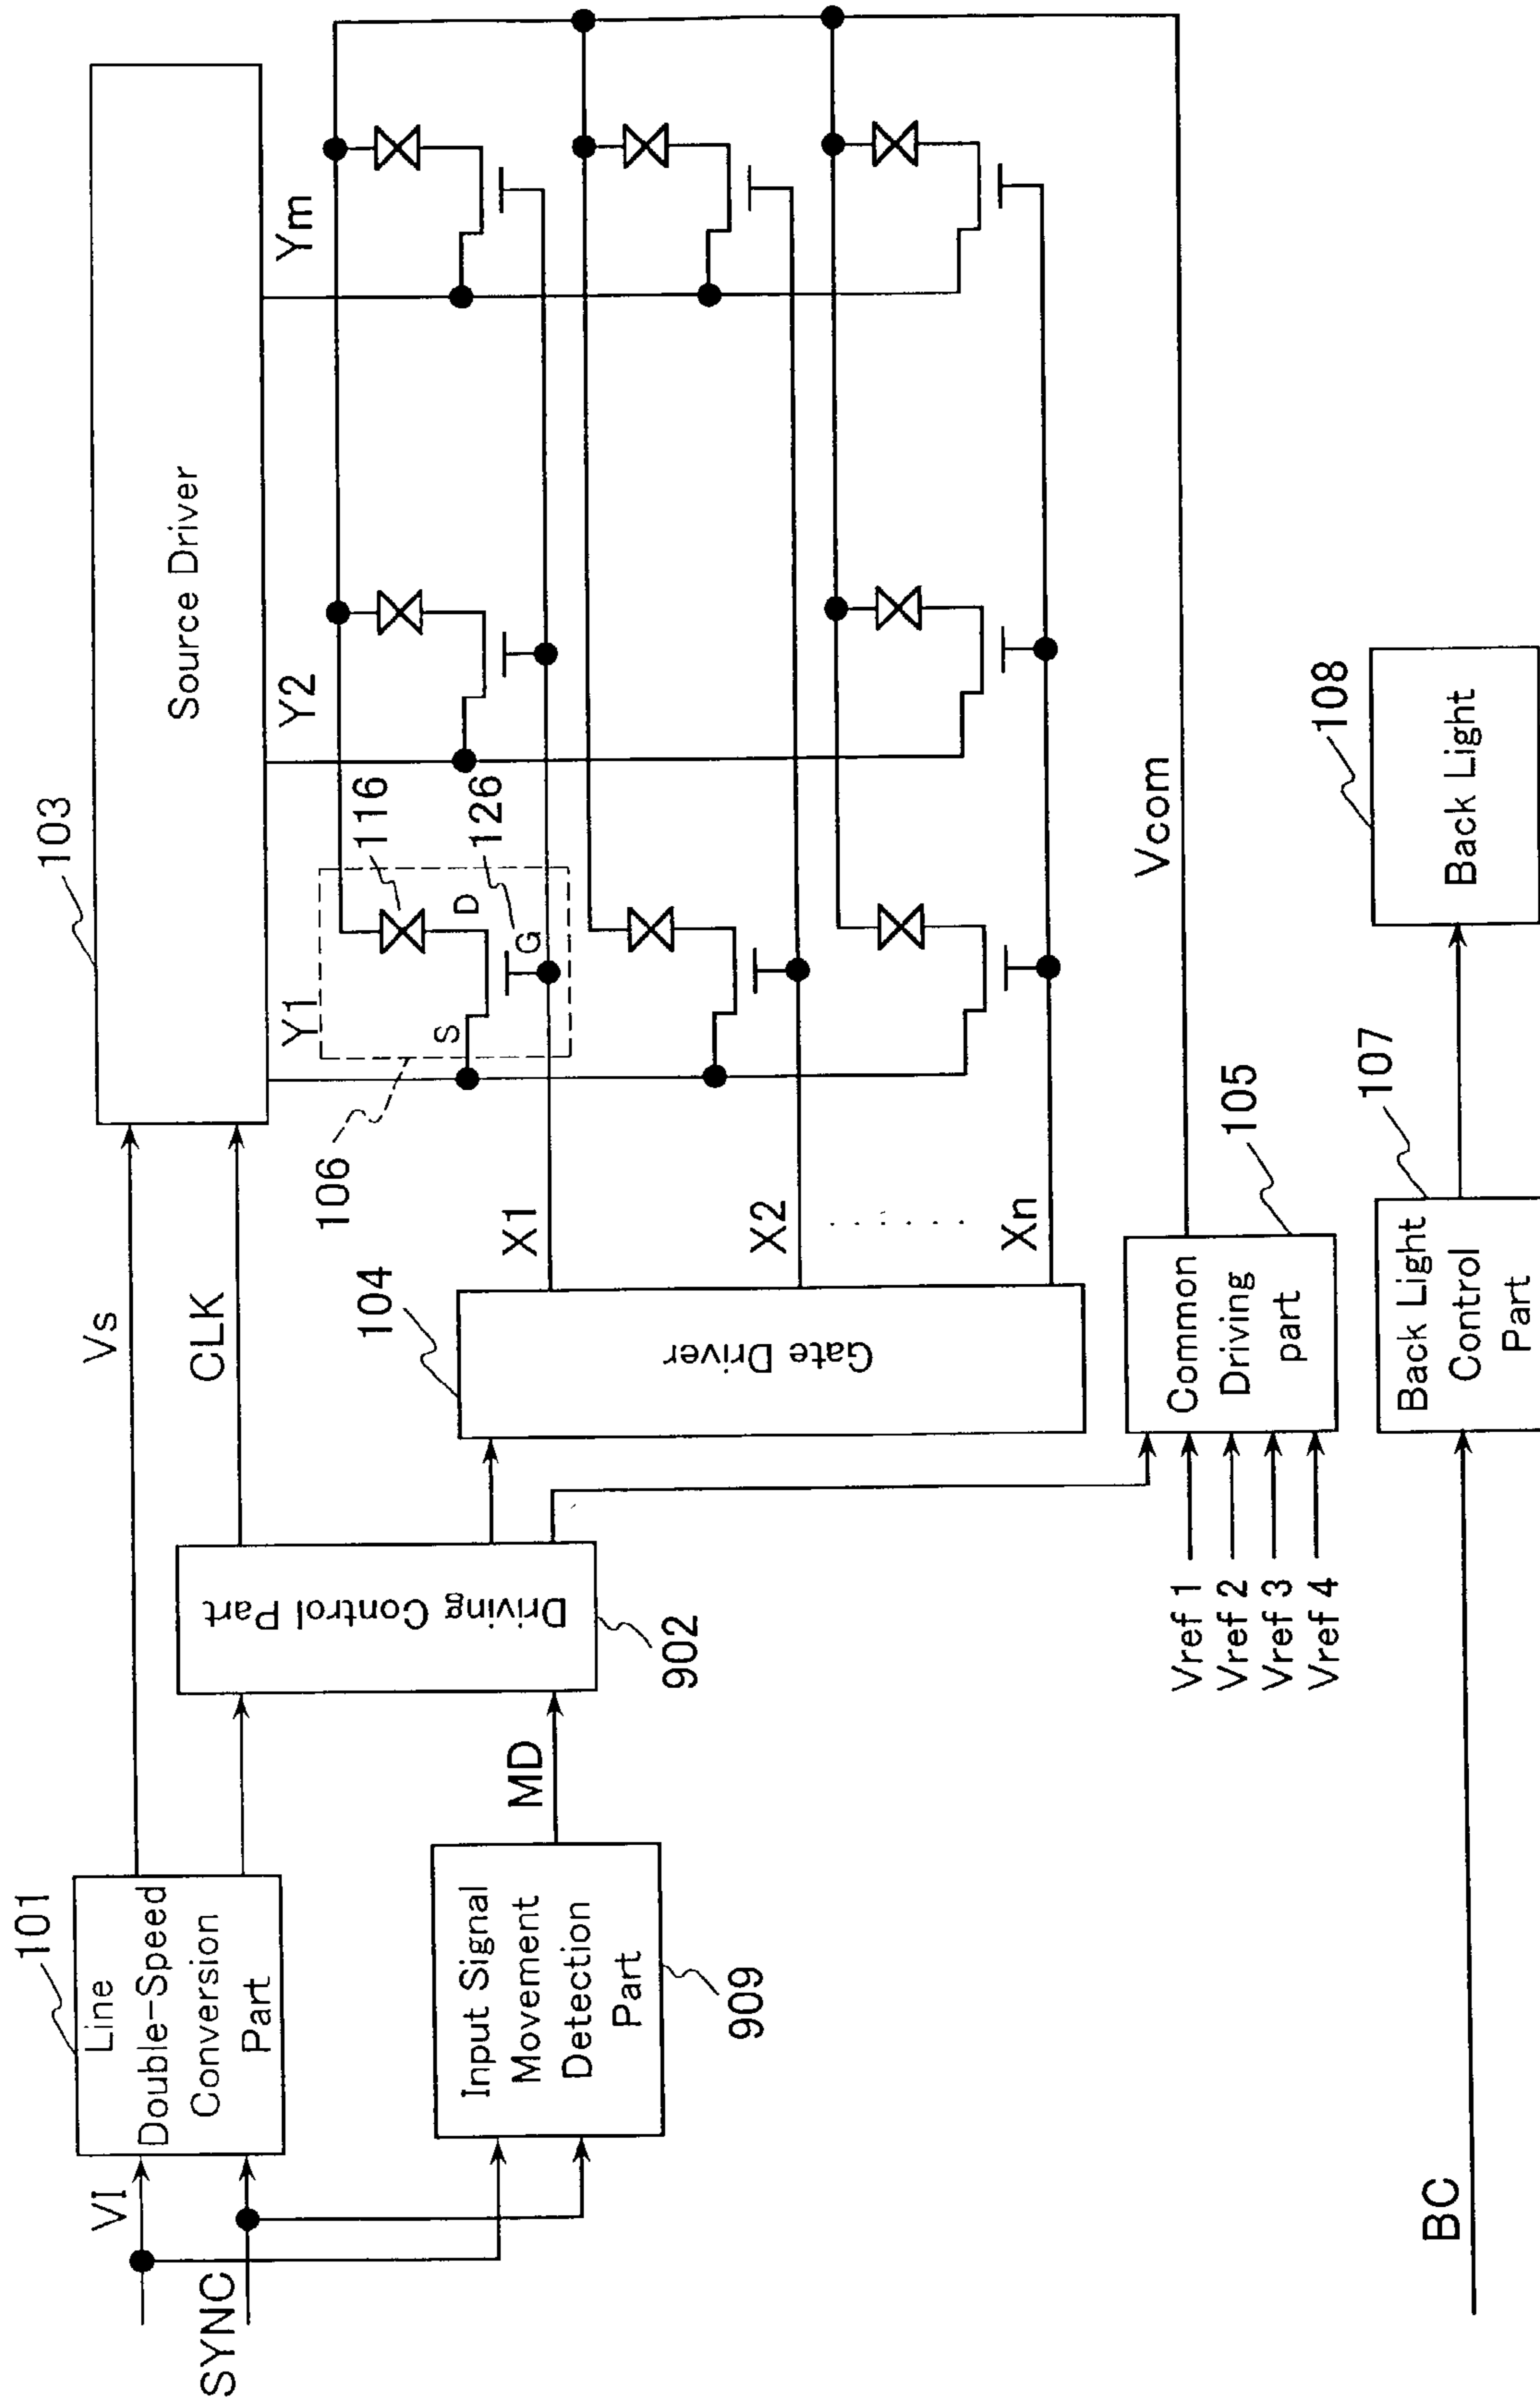 VI
SYNC
101
Line
Double-Speed
Conversion
Part
Input Signal
Movement
Detection
Part
909
MD
Driving Control Part
902
Vs
CLK
103
Source Driver
104
Gate Driver
X1
X2
.......
Xn
106
Y1
Y2
Ym
S
D
G
116
126
Vref 1
Vref 2
Vref 3
Vref 4
Common
Driving
part
105
Vcom
BC
Back Light
Control
Part
107
Back Light
108